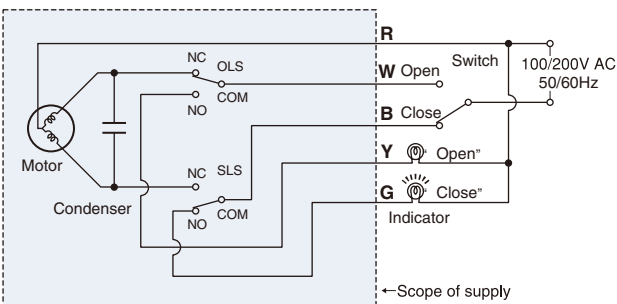 R
NC
OLS
Switch
100/200V AC
50/60Hz
W Open
NO
COM
B Close
Motor
Y Open”
NC
SLS
Condenser
G Close”
NO
COM
Indicator
←Scope of supply